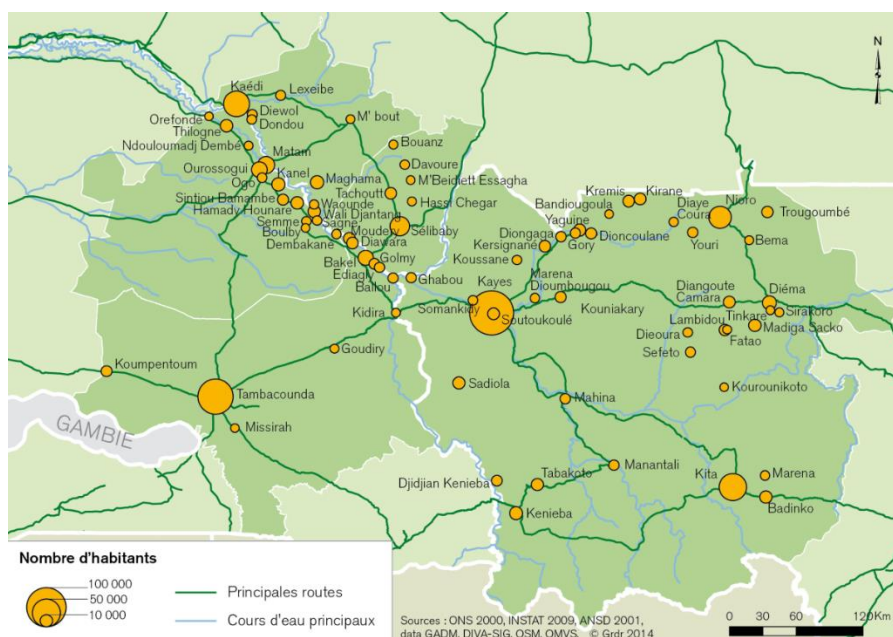 N
Kaédi
Lexeibe
Orefonde
Diewol
Thilogne
Dondou
M' bout
Ndouloumadj Dembé
Bouanz
Matam
Ourossogui
Davoure
Ogo
Kanel
Maghama
M'Beidiett Essagha
Tachoutt
Kremis
Kirane
Sintiou Bamambe
Waounde
Hassi Chegar
Bandiougoula
Diaye
Coura
Nioro
Trougoumbé
Hamady Hounare
Wali Djantang
Semme
Sagne
Sélibaby
Yaguine
Boulby
Moudery
Diongaga
Gory
Dioncoulane
Youri
Bema
Dembakane
Diawara
Kersignané
Bakel
Golmy
Koussane
Ediagly
Ballou
Ghabou
Kayes
Marena
Dioumbougou
Diangoute
Camara
Diéma
Somankidy
Kouniakary
Tinkare
Sirakoro
Kidira
Soutoukoulé
Lambidou
Madiga Sacko
Dieoura
Fatao
Goudiry
Sefeto
Koumpentoum
Sadiola
Kourounikoto
Tambacounda
Mahina
GAMBIE
Missirah
Manantali
Marena
Tabakoto
Kita
Djidjian Kenieba
Badinko
Kenieba
Nombre d'habitants
100 000
50 000
10 000
Principales routes
Cours d'eau principaux
Sources : ONS 2000, INSTAT 2009, ANSD 2001,
data GADM, DIVA-SIG, OSM, OMVS. © Grdr 2014
0 30 60 120Km